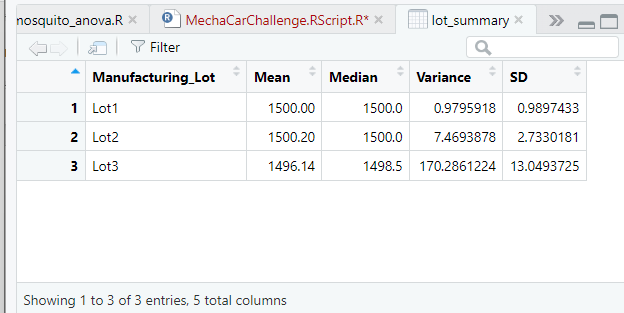 mosquito_anova.R MechaCarChallenge.RScript.R* lot_summary
Filter
Manufacturing_Lot Mean Median Variance SD
1 Lot1 1500.00 1500.0 0.9795918 0.9897433
2 Lot2 1500.20 1500.0 7.4693878 2.7330181
3 Lot3 1496.14 1498.5 170.2861224 13.0493725
Showing 1 to 3 of 3 entries, 5 total columns